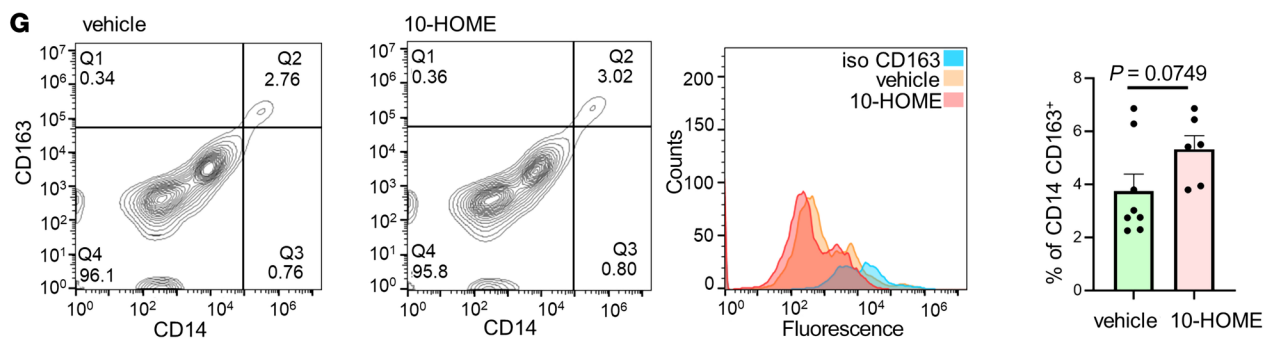 G
vehicle
10⁷
10⁶
10⁵
10⁴
10³
10²
10¹
10⁰
CD163
Q1
0.34
Q2
2.76
Q4
96.1
Q3
0.76
10⁰
10²
10⁴
10⁶
CD14
10-HOME
10⁷
10⁶
10⁵
10⁴
10³
10²
10¹
10⁰
Q1
0.36
Q2
3.02
Q4
95.8
Q3
0.80
10⁰
10²
10⁴
10⁶
CD14
iso CD163
vehicle
10-HOME
Counts
200
150
100
50
0
10⁰
10²
10⁴
10⁶
Fluorescence
P = 0.0749
% of CD14 CD163⁺
8
6
4
2
0
vehicle
10-HOME